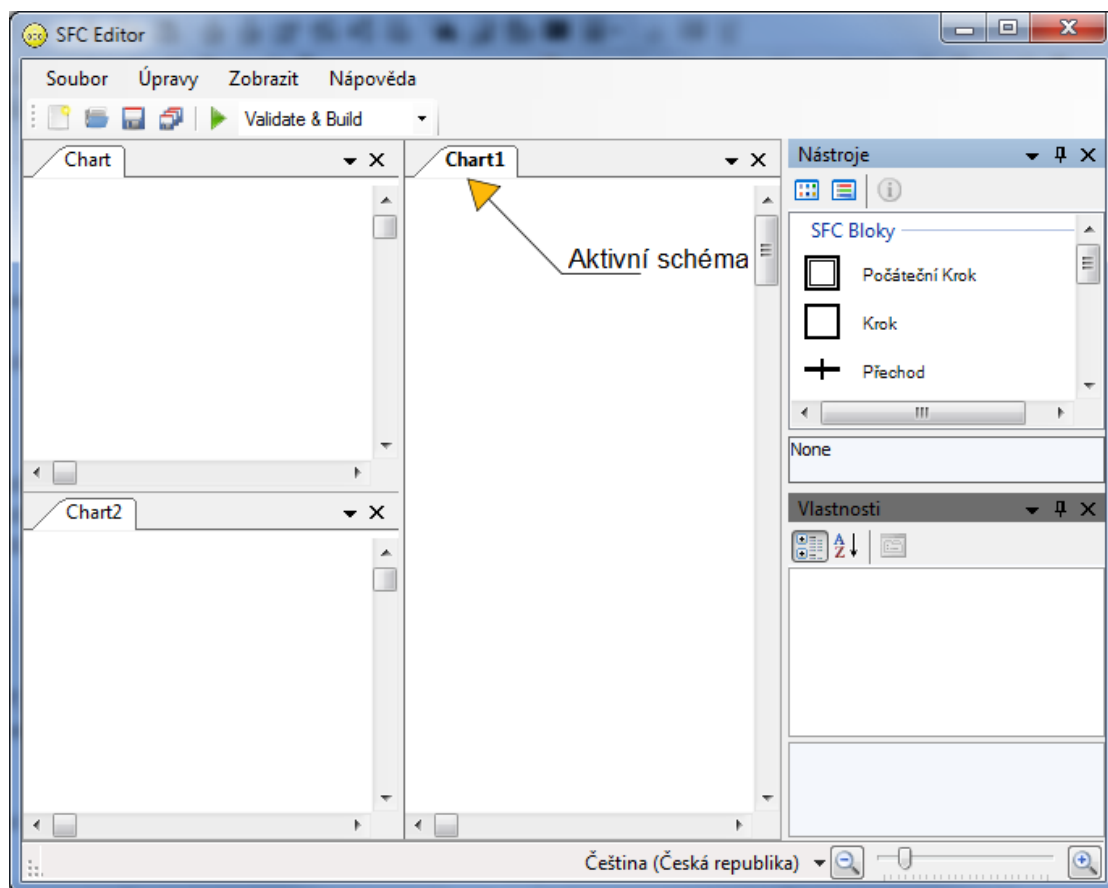 SFC Editor
Soubor Úpravy Zobrazit Nápověda
Validate & Build
Chart
Chart1
Aktivní schéma
Chart2
Nástroje
SFC Bloky
Počáteční Krok
Krok
Přechod
None
Vlastnosti
Čeština (Česká republika)